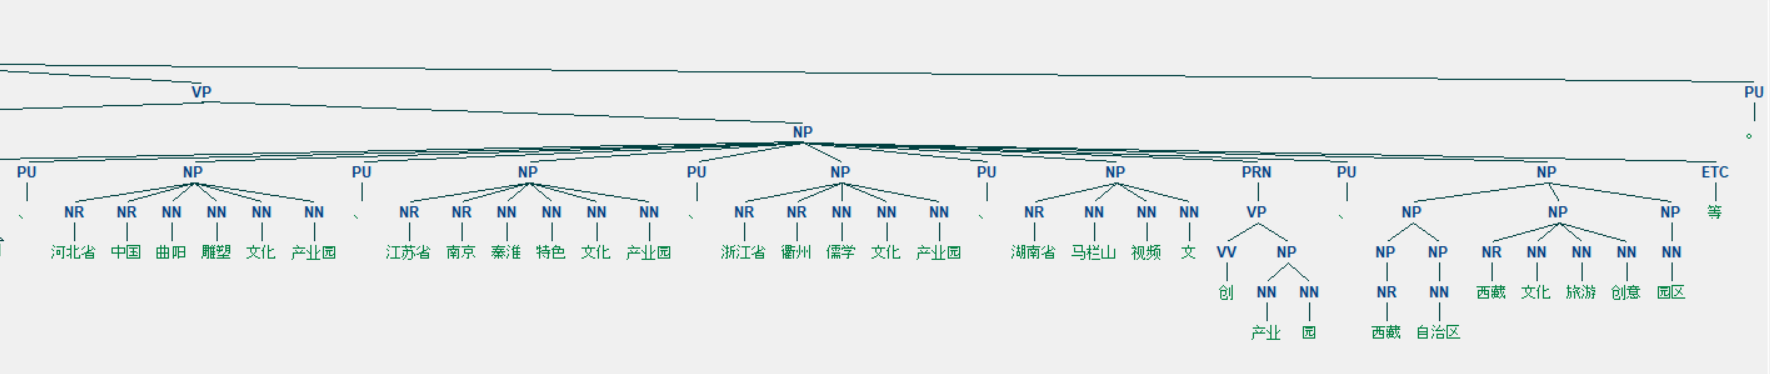 VP PU
NP 。
PU NP PU NP PU NP PU NP PRN PU NP ETC
、 NR NR NN NN NN NN 、 NR NR NN NN NN NN 、 NR NR NN NN NN 、 NR NN NN NN VP 、 NP NP NP 等
河北省 中国 曲阳 雕塑 文化 产业园 江苏省 南京 秦淮 特色 文化 产业园 浙江省 衢州 儒学 文化 产业园 湖南省 马栏山 视频 文 VV NP NP NP NR NN NN NN NN
创 NN NN NR NN 西藏 文化 旅游 创意 园区
产业 园 西藏 自治区